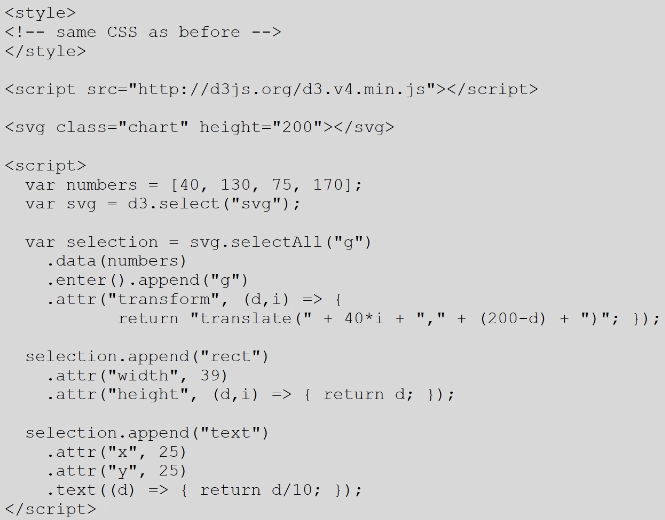 <style>
<!-- same CSS as before -->
</style>
<script src="http://d3js.org/d3.v4.min.js"></script>
<svg class="chart" height="200"></svg>
<script>
  var numbers = [40, 130, 75, 170];
  var svg = d3.select("svg");
  var selection = svg.selectAll("g")
    .data(numbers)
    .enter().append("g")
    .attr("transform", (d,i) => {
           return "translate(" + 40*i + "," + (200-d) + ")"; });
  selection.append("rect")
    .attr("width", 39)
    .attr("height", (d,i) => { return d; });
  selection.append("text")
    .attr("x", 25)
    .attr("y", 25)
    .text((d) => { return d/10; });
</script>